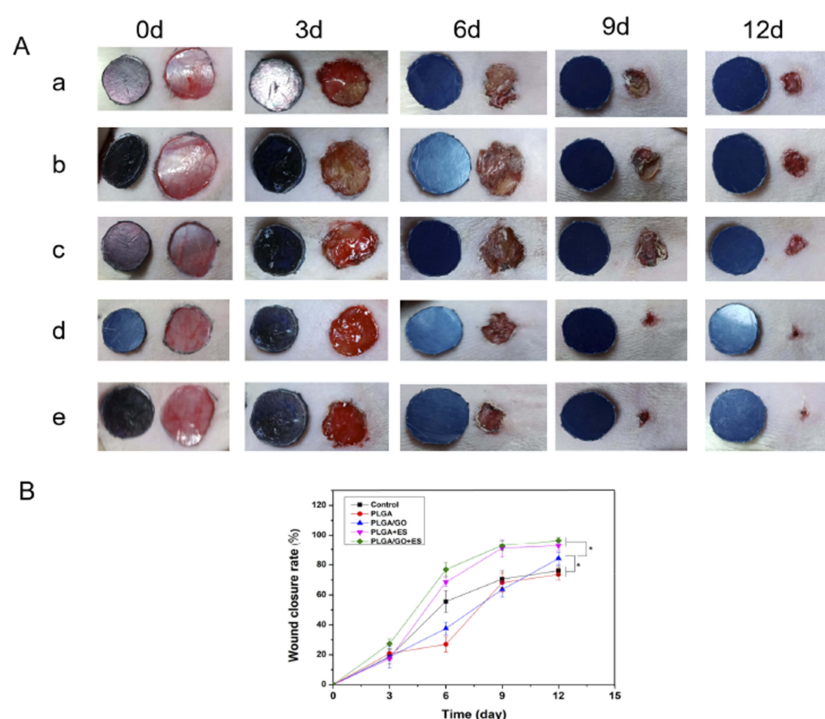 0d 3d 6d 9d 12d
A
a
b
c
d
e
B
Control
PLGA
PLGA/GO
PLGA+ES
PLGA/GO+ES
Wound closure rate (%)
120
100
80
60
40
20
0
*
*
0 3 6 9 12 15
Time (day)